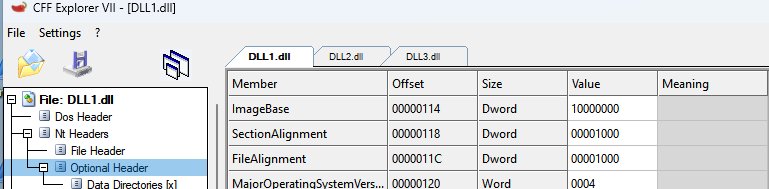 CFF Explorer VII - [DLL1.dll]
File Settings ?
DLL1.dll DLL2.dll DLL3.dll
Member Offset Size Value Meaning
File: DLL1.dll
Dos Header
Nt Headers
File Header
Optional Header
Data Directories [x]
ImageBase 00000114 Dword 10000000
SectionAlignment 00000118 Dword 00001000
FileAlignment 0000011C Dword 00001000
MajorOperatingSystemVers... 00000120 Word 0004